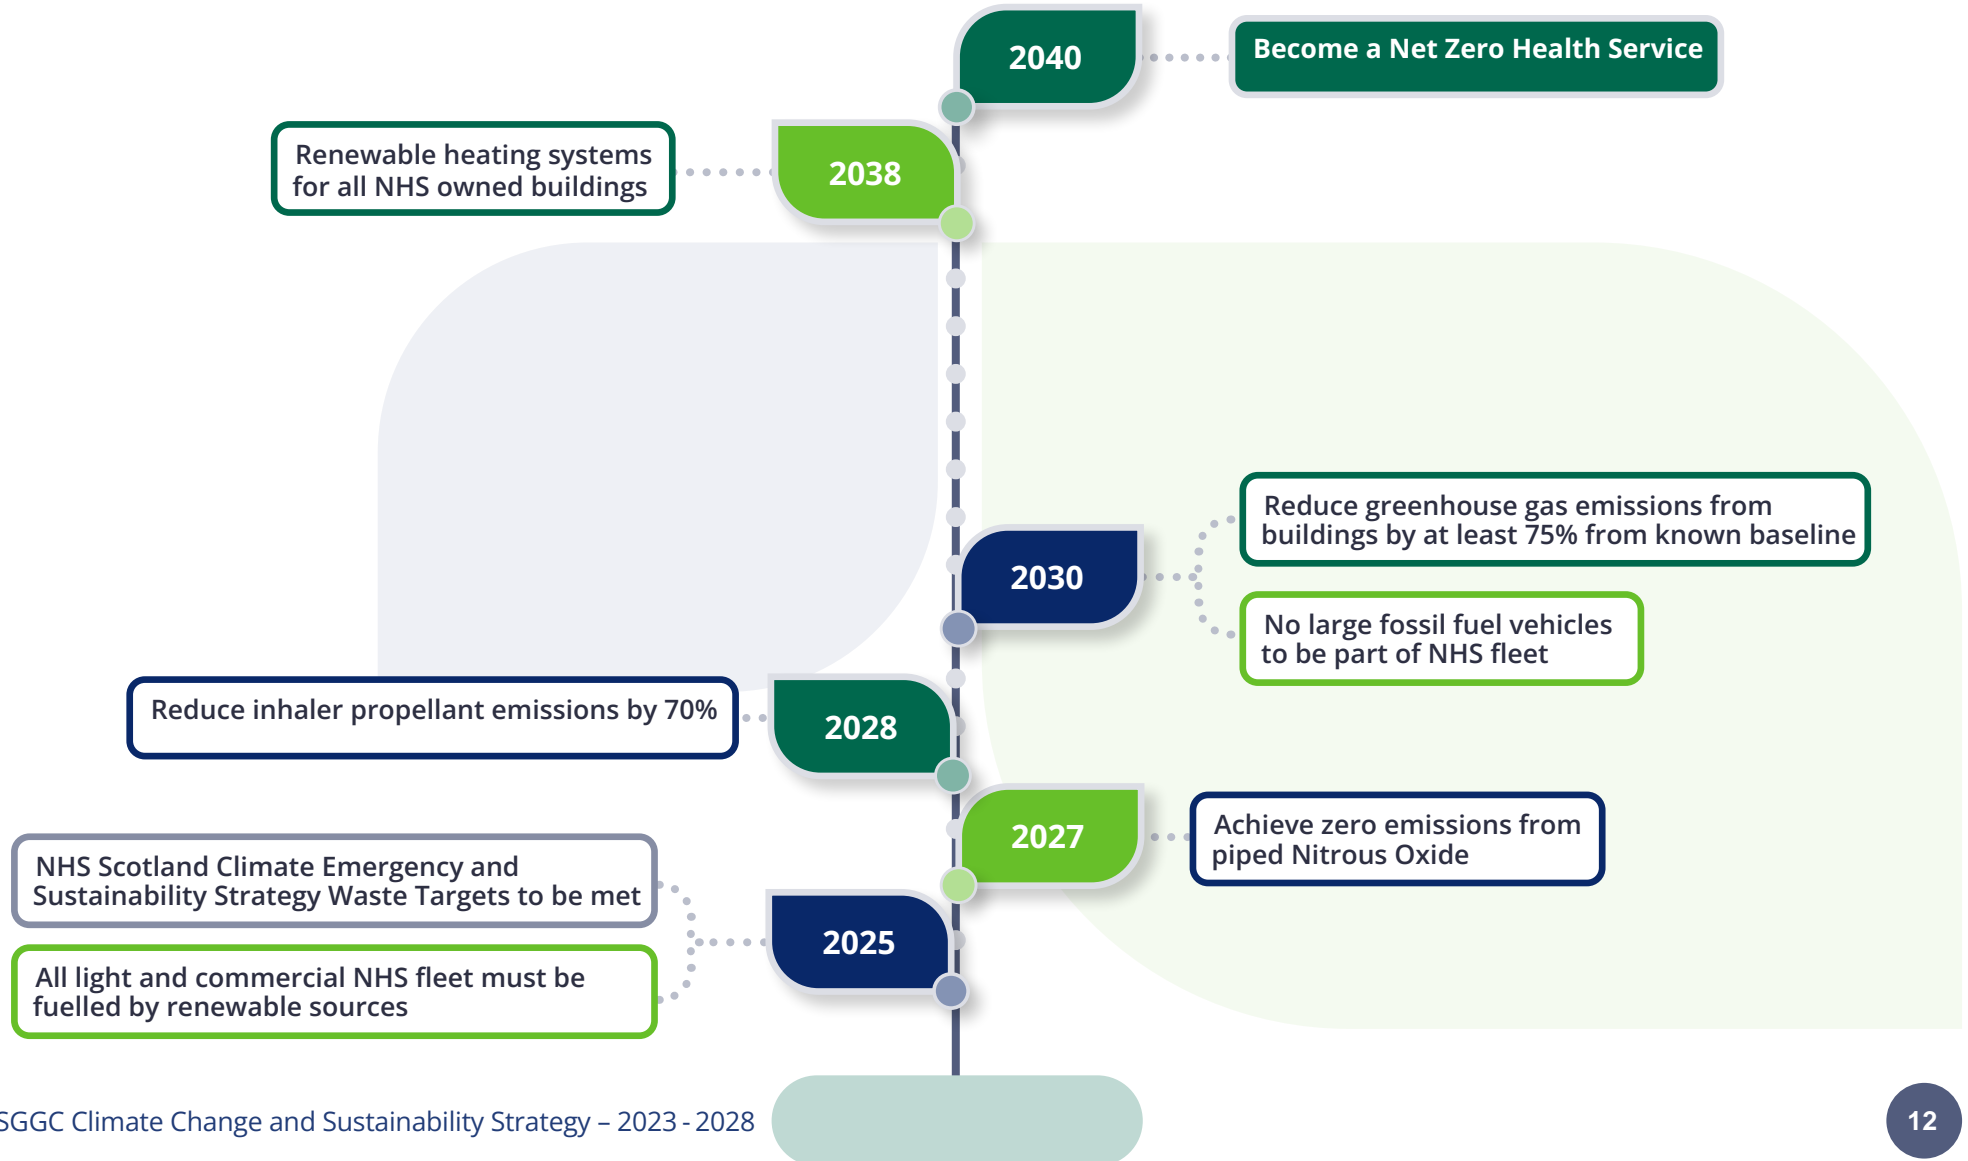 2040
Become a Net Zero Health Service
2038
Renewable heating systems
for all NHS owned buildings
2030
Reduce greenhouse gas emissions from
buildings by at least 75% from known baseline
No large fossil fuel vehicles
to be part of NHS fleet
2028
Reduce inhaler propellant emissions by 70%
2027
Achieve zero emissions from
piped Nitrous Oxide
2025
NHS Scotland Climate Emergency and
Sustainability Strategy Waste Targets to be met
All light and commercial NHS fleet must be
fuelled by renewable sources
SGGC Climate Change and Sustainability Strategy – 2023 - 2028
12